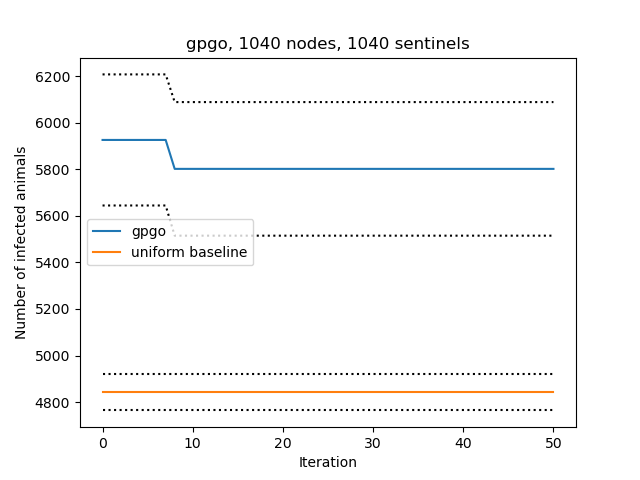 gpgo, 1040 nodes, 1040 sentinels
6200
6000
5800
5600
5400
5200
5000
4800
Number of infected animals
gpgo
uniform baseline
0 10 20 30 40 50
Iteration